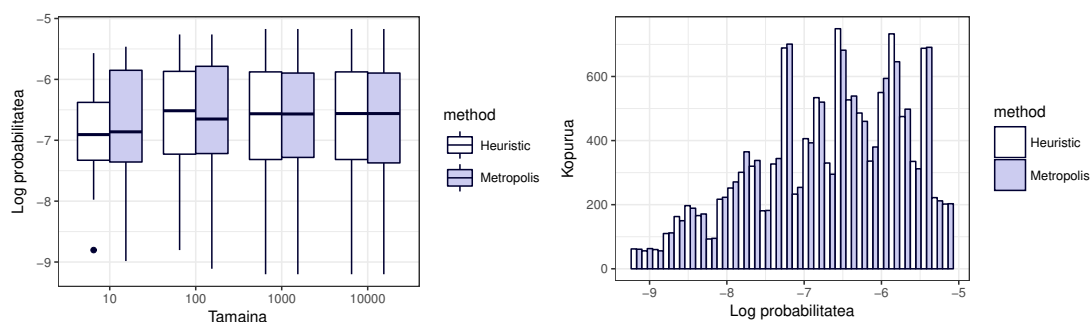 −5
−6
−7
−8
−9
Log probabilitatea
10
100
1000
10000
Tamaina
method
Heuristic
Metropolis
600
400
200
0
Kopurua
−9
−8
−7
−6
−5
Log probabilitatea
method
Heuristic
Metropolis